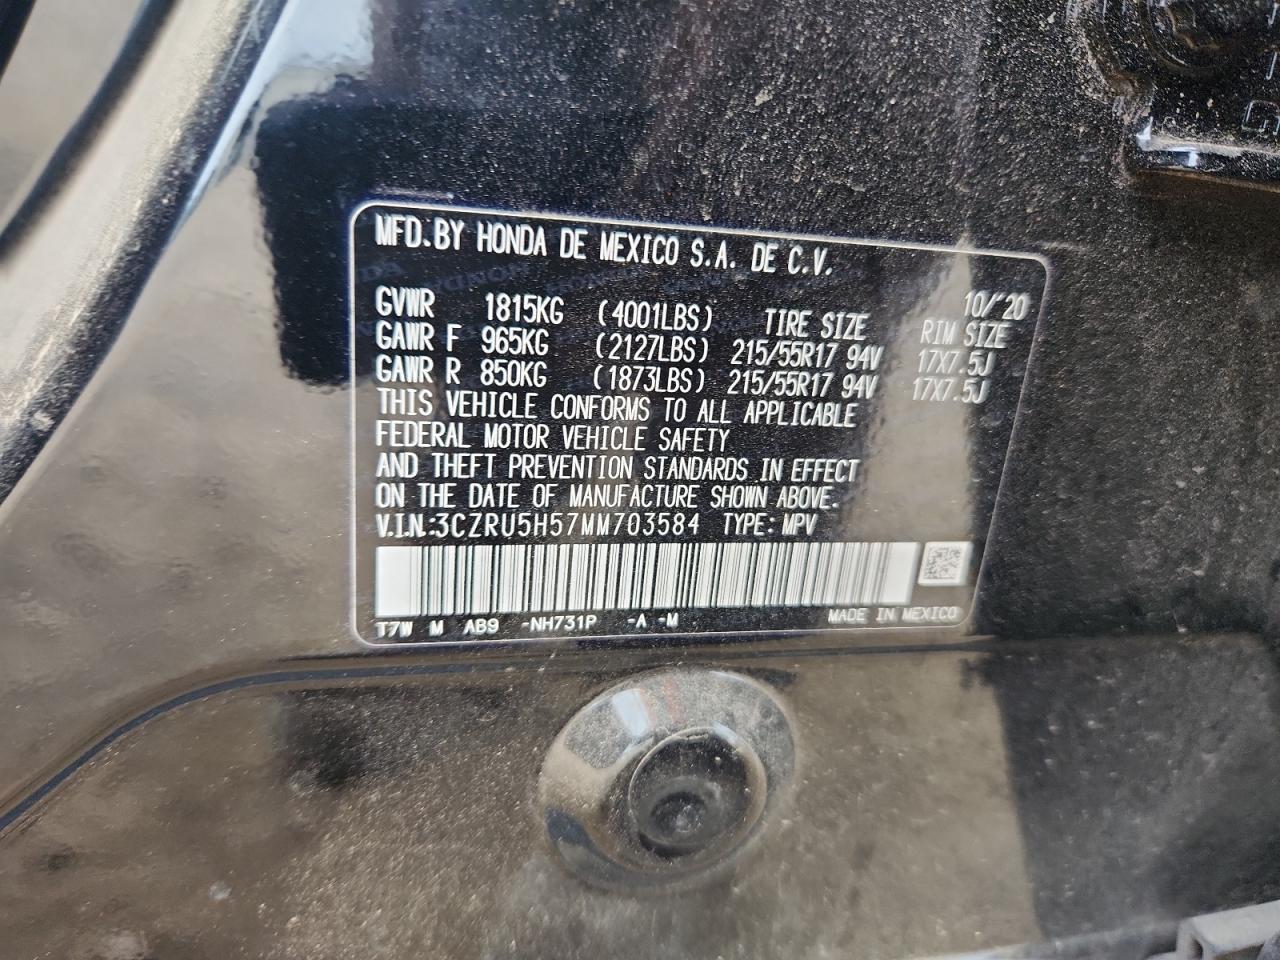 MFD.BY HONDA DE MEXICO S.A. DE C.V.
10/'20
GVWR 1815KG (4001LBS) TIRE SIZE RIM SIZE
GAWR F 965KG (2127LBS) 215/55R17 94V 17X7.5J
GAWR R 850KG (1873LBS) 215/55R17 94V 17X7.5J
THIS VEHICLE CONFORMS TO ALL APPLICABLE
FEDERAL MOTOR VEHICLE SAFETY
AND THEFT PREVENTION STANDARDS IN EFFECT
ON THE DATE OF MANUFACTURE SHOWN ABOVE.
V.I.N.:3CZRU5H57MM703584 TYPE: MPV
T7W M AB9 -NH731P -A -M MADE IN MEXICO